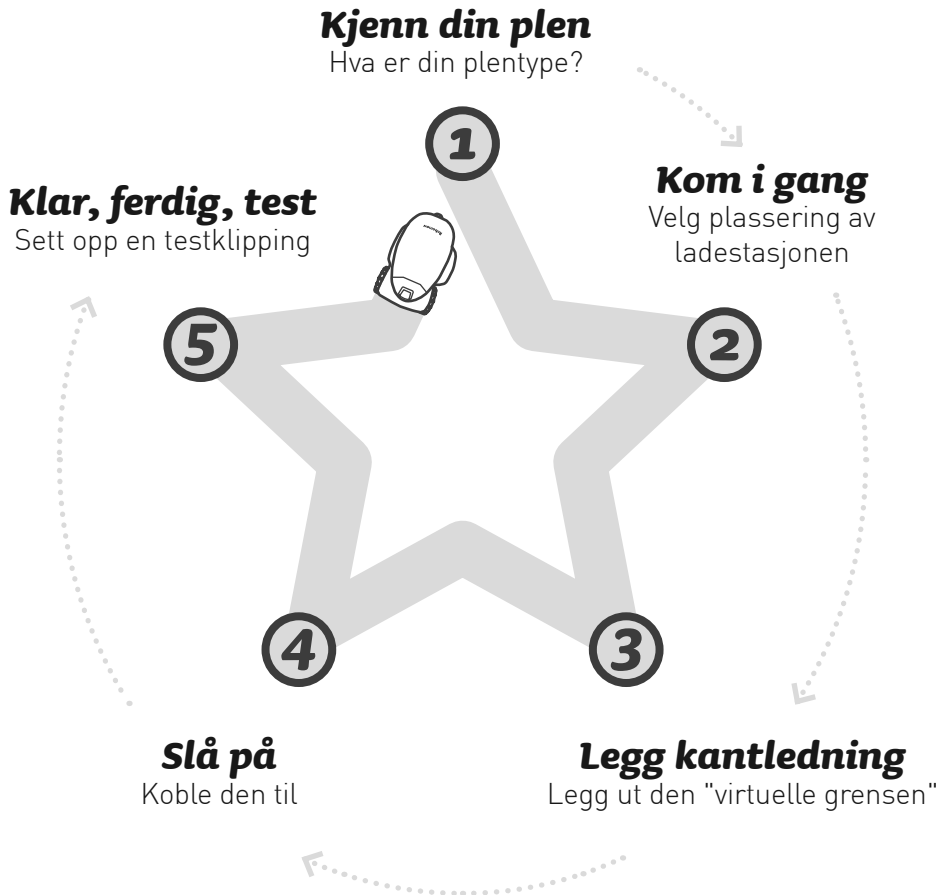 Kjenn din plen
Hva er din plentype?
1
Kom i gang
Velg plassering av
ladestasjonen
2
Legg kantledning
Legg ut den "virtuelle grensen"
3
Slå på
Koble den til
4
Klar, ferdig, test
Sett opp en testklipping
5